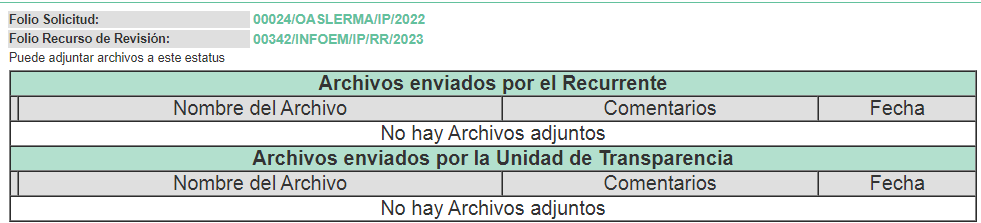 Folio Solicitud: 00024/OASLERMA/IP/2022
Folio Recurso de Revisión: 00342/INFOEM/IP/RR/2023
Puede adjuntar archivos a este estatus
Archivos enviados por el Recurrente
Nombre del Archivo Comentarios Fecha
No hay Archivos adjuntos
Archivos enviados por la Unidad de Transparencia
Nombre del Archivo Comentarios Fecha
No hay Archivos adjuntos